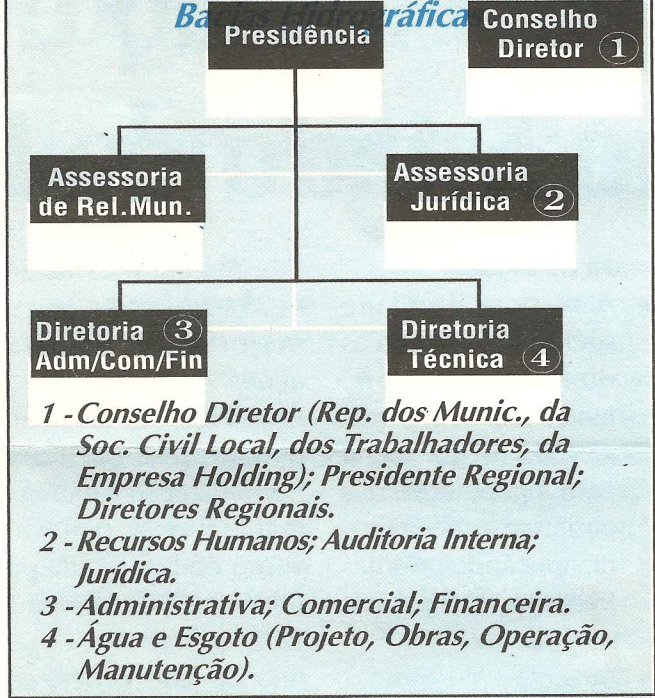 Bacias Hidrográficas
Presidência
Conselho
Diretor 1
Assessoria
de Rel.Mun.
Assessoria
Jurídica 2
Diretoria 3
Adm/Com/Fin
Diretoria
Técnica 4
1 - Conselho Diretor (Rep. dos Munic., da
Soc. Civil Local, dos Trabalhadores, da
Empresa Holding); Presidente Regional;
Diretores Regionais.
2 - Recursos Humanos; Auditoria Interna;
Jurídica.
3 - Administrativa; Comercial; Financeira.
4 - Água e Esgoto (Projeto, Obras, Operação,
Manutenção).